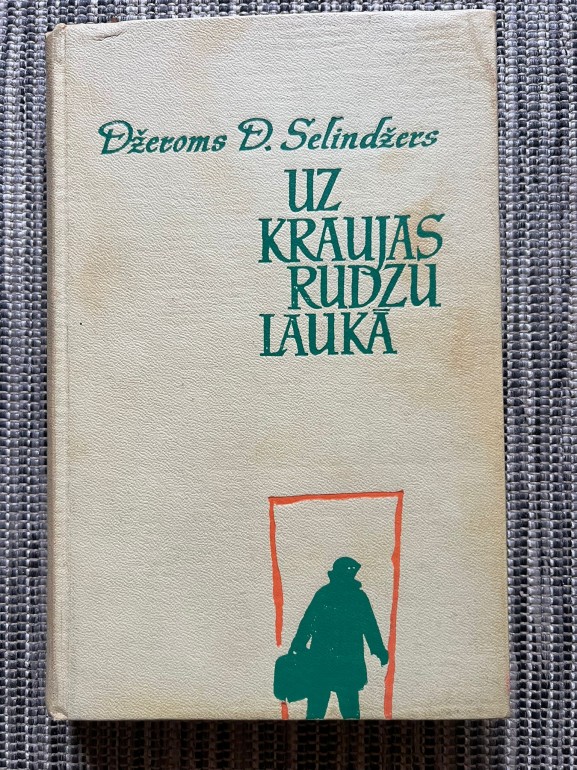 Džeroms D. Selindžers
UZ
KRAUJAS
RUDZU
LAUKĀ